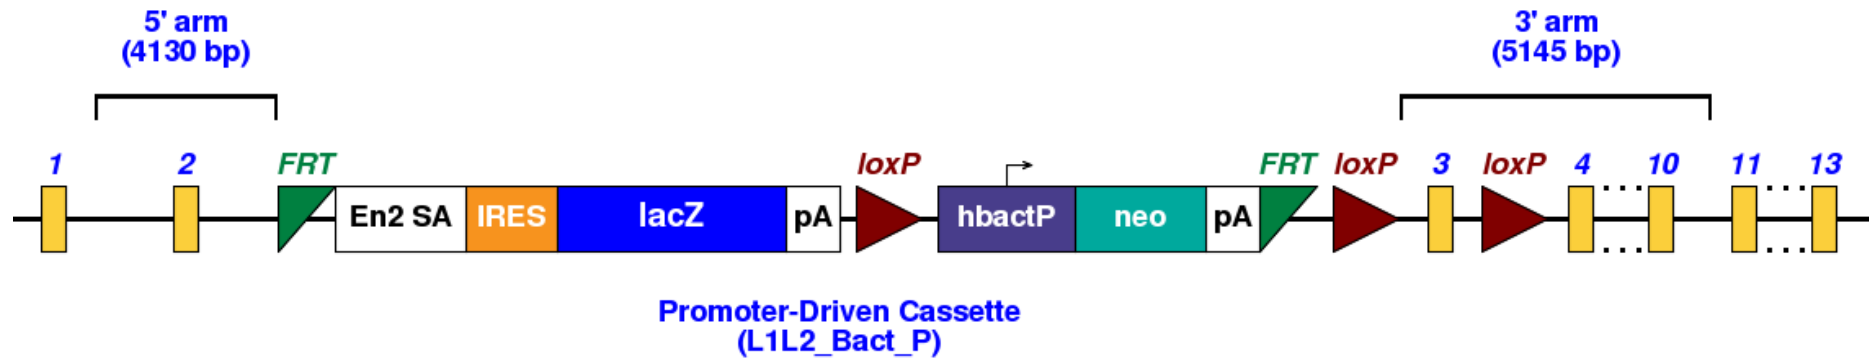 5' arm
(4130 bp)
3' arm
(5145 bp)
1 2 FRT loxP FRT loxP 3 loxP 4 10 11 13
En2 SA IRES lacZ pA hbactP neo pA
Promoter-Driven Cassette
(L1L2_Bact_P)